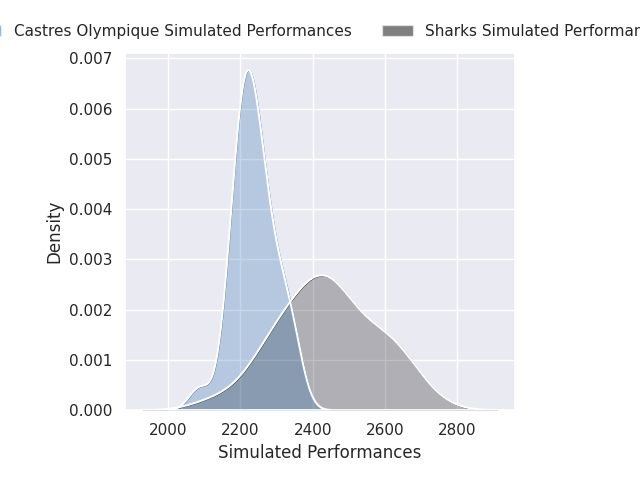 Castres Olympique Simulated Performances
Sharks Simulated
0.007
0.006
0.005
0.004
0.003
0.002
0.001
0.000
Density
2000 2200 2400 2600 2800
Simulated Performances